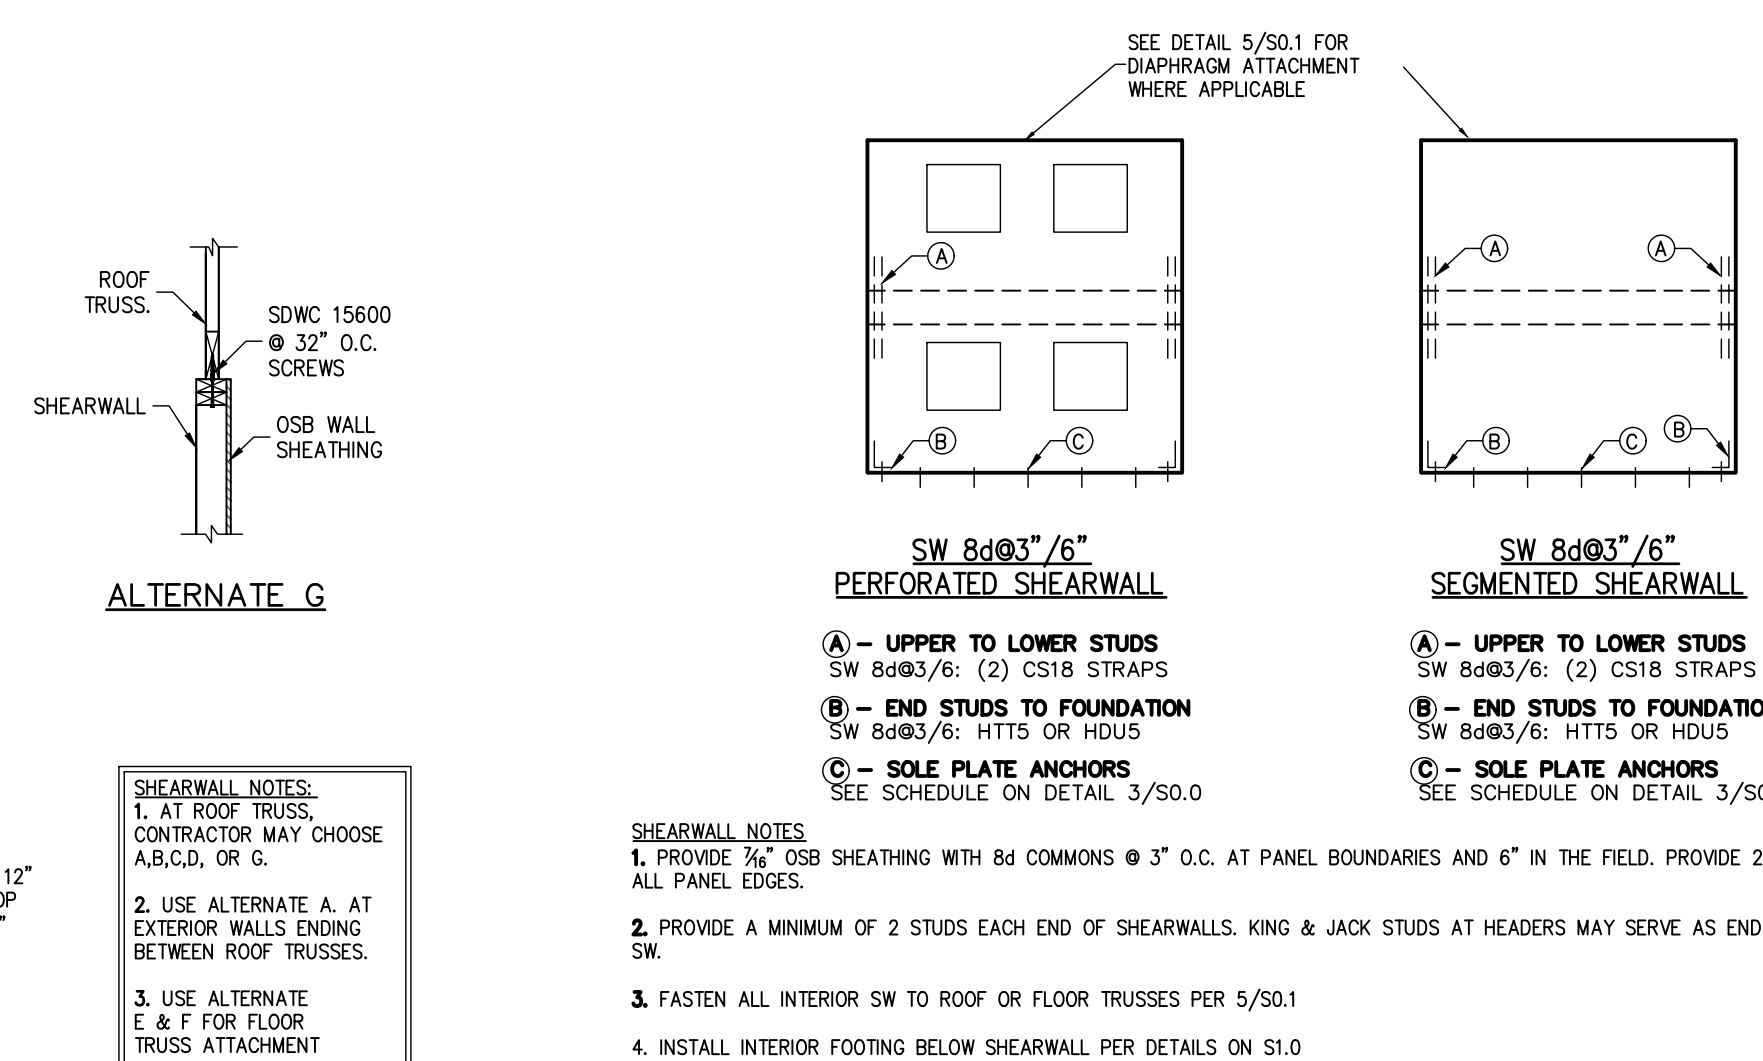 SEE DETAIL 5/S0.1 FOR
DIAPHRAGM ATTACHMENT
WHERE APPLICABLE
ROOF
TRUSS.
SDWC 15600
@ 32" O.C.
SCREWS
SHEARWALL
OSB WALL
SHEATHING
ALTERNATE G
A
B
C
A
A
B
C
B
SW 8d@3"/6"
PERFORATED SHEARWALL
A – UPPER TO LOWER STUDS
SW 8d@3/6: (2) CS18 STRAPS
B – END STUDS TO FOUNDATION
SW 8d@3/6: HTT5 OR HDU5
C – SOLE PLATE ANCHORS
SEE SCHEDULE ON DETAIL 3/S0.0
SW 8d@3"/6"
SEGMENTED SHEARWALL
A – UPPER TO LOWER STUDS
SW 8d@3/6: (2) CS18 STRAPS
B – END STUDS TO FOUNDATIO
SW 8d@3/6: HTT5 OR HDU5
C – SOLE PLATE ANCHORS
SEE SCHEDULE ON DETAIL
12"
OP
"
SHEARWALL NOTES:
1. AT ROOF TRUSS,
CONTRACTOR MAY CHOOSE
A,B,C,D, OR G.
2. USE ALTERNATE A. AT
EXTERIOR WALLS ENDING
BETWEEN ROOF TRUSSES.
3. USE ALTERNATE
E & F FOR FLOOR
TRUSS ATTACHMENT
SHEARWALL NOTES
1. PROVIDE 7/16" OSB SHEATHING WITH 8d COMMONS @ 3" O.C. AT PANEL BOUNDARIES AND 6" IN THE FIELD. PROVIDE 2
ALL PANEL EDGES.
2. PROVIDE A MINIMUM OF 2 STUDS EACH END OF SHEARWALLS. KING & JACK STUDS AT HEADERS MAY SERVE AS END
SW.
3. FASTEN ALL INTERIOR SW TO ROOF OR FLOOR TRUSSES PER 5/S0.1
4. INSTALL INTERIOR FOOTING BELOW SHEARWALL PER DETAILS ON S1.0